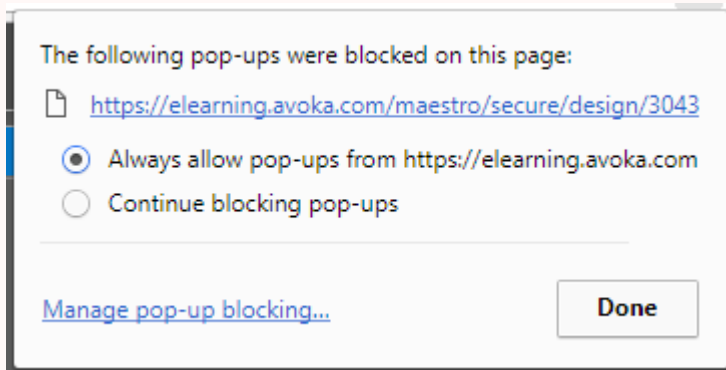 The following pop-ups were blocked on this page:
https://elearning.avoka.com/maestro/secure/design/3043
Always allow pop-ups from https://elearning.avoka.com
Continue blocking pop-ups
Manage pop-up blocking...
Done